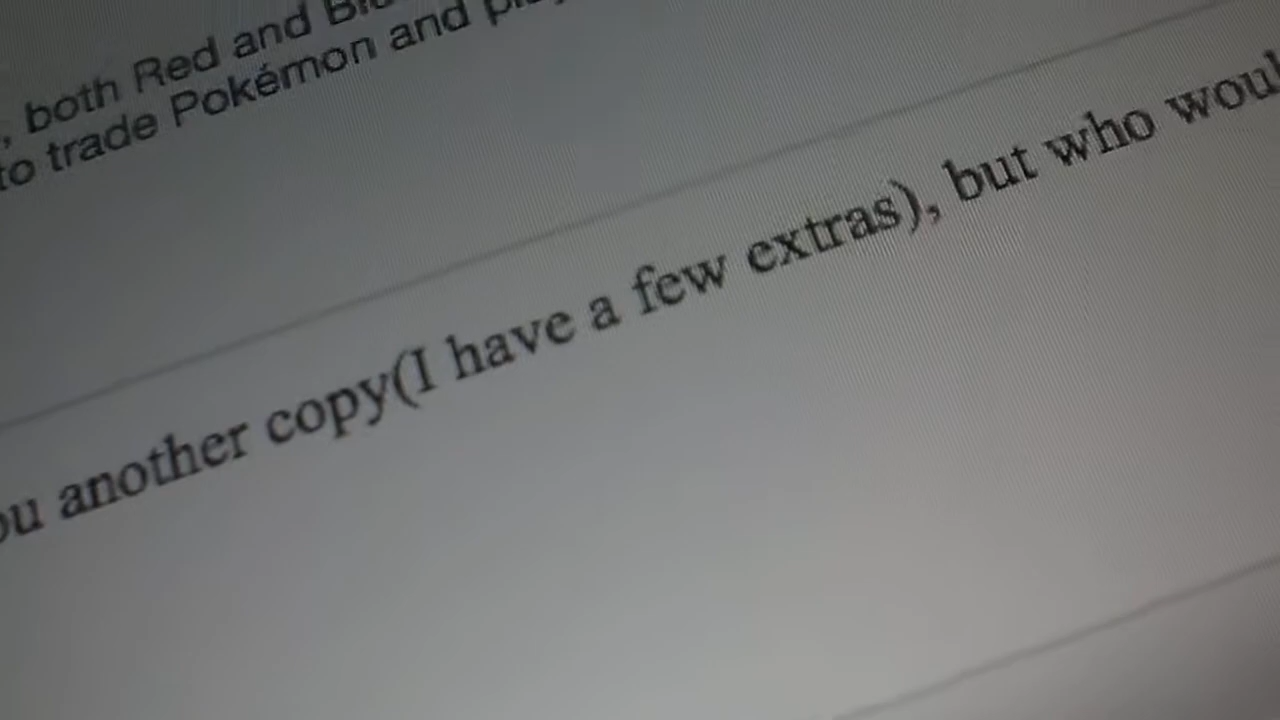 , both Red and
to trade Pokémon and
another copy(I have a few extras), but who